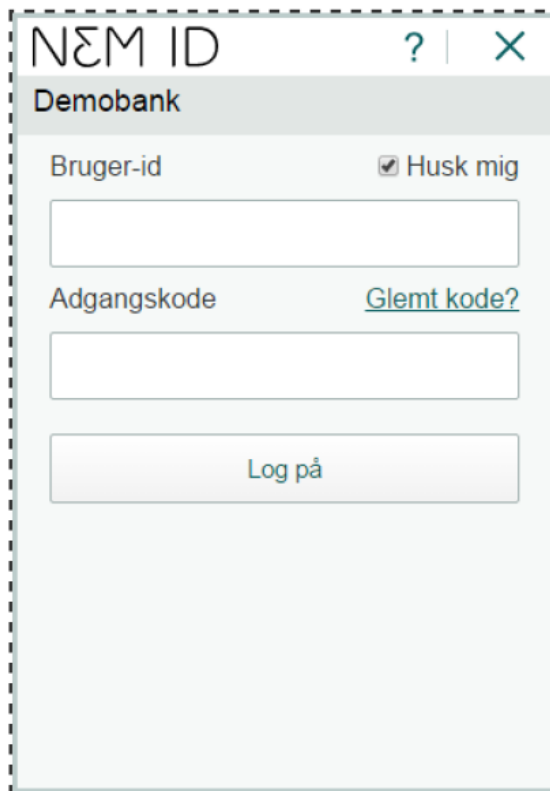 NEM ID ?
Demobank
Bruger-id Husk mig
Adgangskode Glemt kode?
Log på